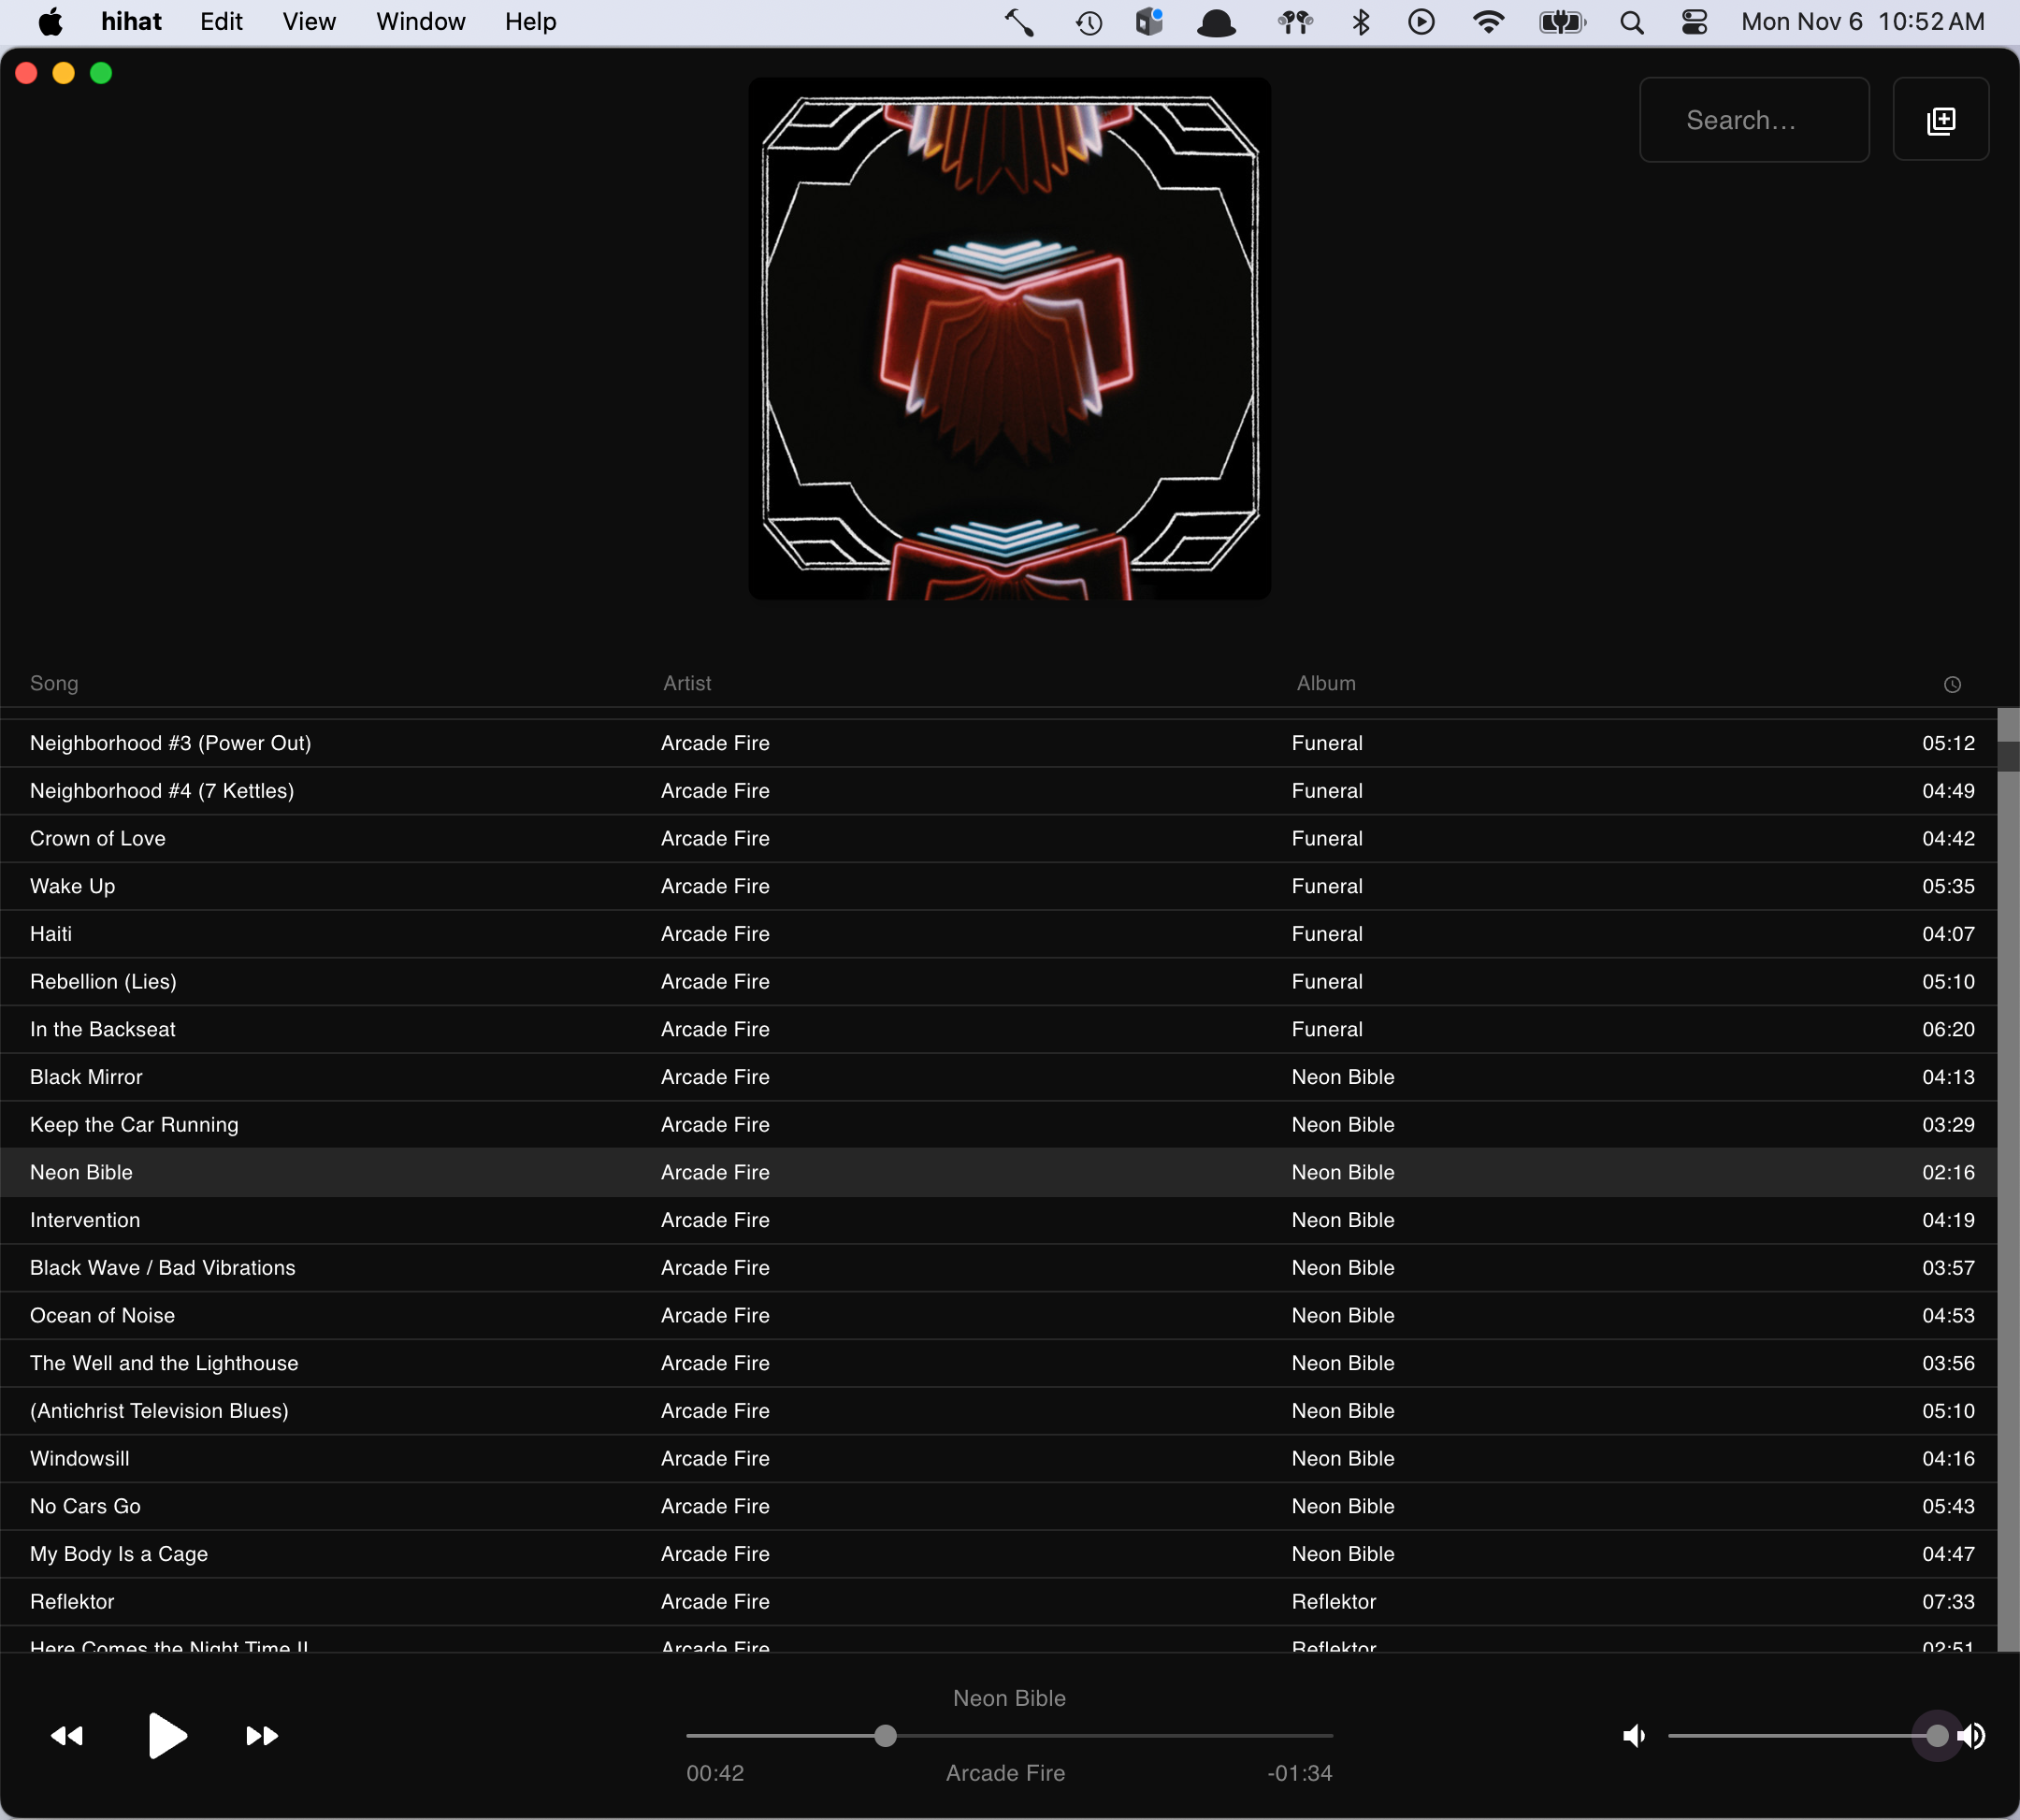 hihat Edit View Window Help Mon Nov 6 10:52 AM
Search...
Song Artist Album
Neighborhood #3 (Power Out) Arcade Fire Funeral 05:12
Neighborhood #4 (7 Kettles) Arcade Fire Funeral 04:49
Crown of Love Arcade Fire Funeral 04:42
Wake Up Arcade Fire Funeral 05:35
Haiti Arcade Fire Funeral 04:07
Rebellion (Lies) Arcade Fire Funeral 05:10
In the Backseat Arcade Fire Funeral 06:20
Black Mirror Arcade Fire Neon Bible 04:13
Keep the Car Running Arcade Fire Neon Bible 03:29
Neon Bible Arcade Fire Neon Bible 02:16
Intervention Arcade Fire Neon Bible 04:19
Black Wave / Bad Vibrations Arcade Fire Neon Bible 03:57
Ocean of Noise Arcade Fire Neon Bible 04:53
The Well and the Lighthouse Arcade Fire Neon Bible 03:56
(Antichrist Television Blues) Arcade Fire Neon Bible 05:10
Windowsill Arcade Fire Neon Bible 04:16
No Cars Go Arcade Fire Neon Bible 05:43
My Body Is a Cage Arcade Fire Neon Bible 04:47
Reflektor Arcade Fire Reflektor 07:33
Here Comes the Night Time II Arcade Fire Reflektor 02:51
Neon Bible
00:42 Arcade Fire -01:34